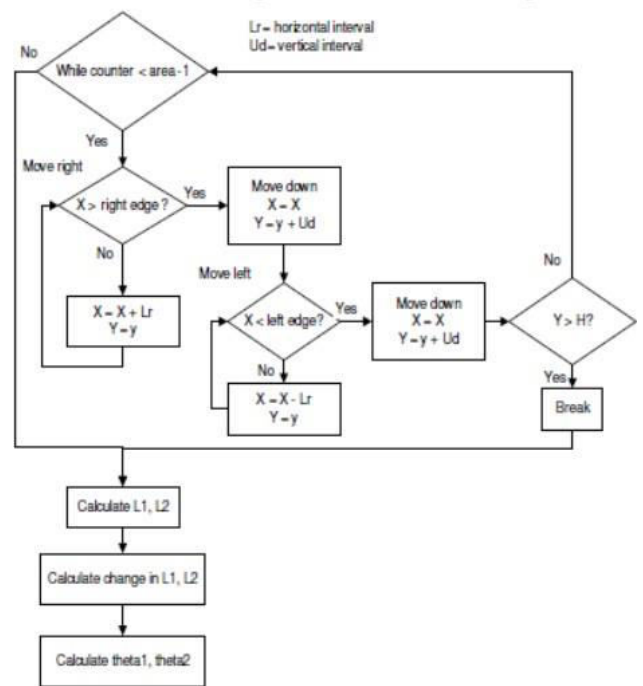 Lr = horizontal interval
Ud = vertical interval
No
While counter < area-1
Yes
Move right
X > right edge?
Yes
Move down
X = X
Y = y + Ud
No
X = X + Lr
Y = y
Move left
X < left edge?
Yes
Move down
X = X
Y = y + Ud
No
Y > H?
No
X = X - Lr
Y = y
Yes
Break
Calculate L1, L2
Calculate change in L1, L2
Calculate theta1, theta2